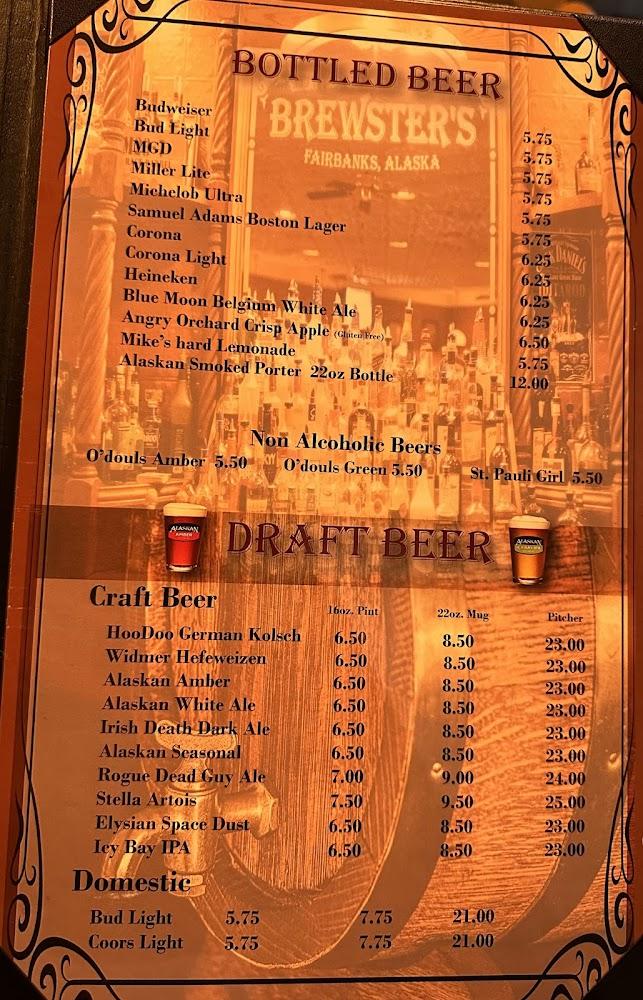 BOTTLED BEER
BREWSTER'S
FAIRBANKS, ALASKA
Budweiser 5.75
Bud Light 5.75
MGD 5.75
Miller Lite 5.75
Michelob Ultra 5.75
Samuel Adams Boston Lager 5.75
Corona 6.25
Corona Light 6.25
Heineken 6.25
Blue Moon Belgium White Ale 6.25
Angry Orchard Crisp Apple (Gluten Free) 6.50
Mike's hard Lemonade 5.75
Alaskan Smoked Porter 22oz Bottle 12.00
Non Alcoholic Beers
O'douls Amber 5.50 O'douls Green 5.50 St. Pauli Girl 5.50
ALASKAN AMBER
DRAFT BEER
ALASKAN
Craft Beer 16oz. Pint 22oz. Mug Pitcher
HooDoo German Kolsch 6.50 8.50 23.00
Widmer Hefeweizen 6.50 8.50 23.00
Alaskan Amber 6.50 8.50 23.00
Alaskan White Ale 6.50 8.50 23.00
Irish Death Dark Ale 6.50 8.50 23.00
Alaskan Seasonal 6.50 8.50 23.00
Rogue Dead Guy Ale 7.00 9.00 24.00
Stella Artois 7.50 9.50 25.00
Elysian Space Dust 6.50 8.50 23.00
Icy Bay IPA 6.50 8.50 23.00
Domestic
Bud Light 5.75 7.75 21.00
Coors Light 5.75 7.75 21.00